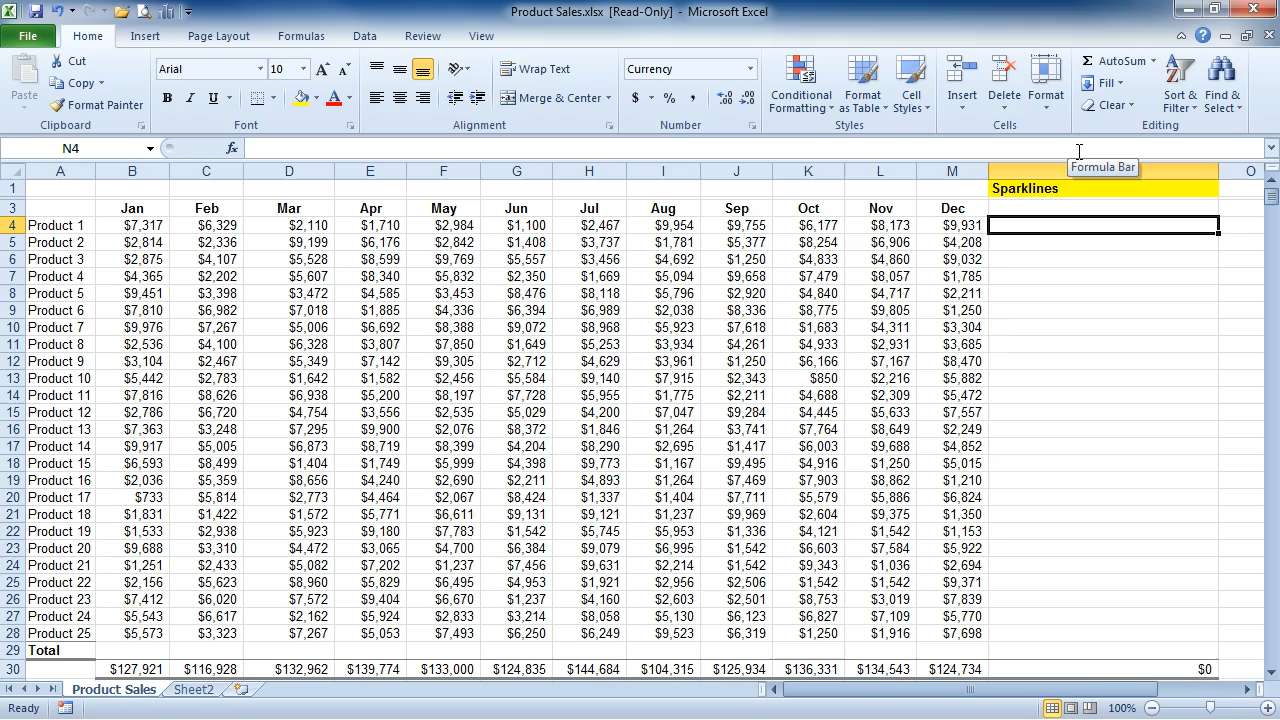 Product Sales.xlsx [Read-Only] - Microsoft Excel
File Home Insert Page Layout Formulas Data Review View
Paste
Cut
Copy
Format Painter
Clipboard
Arial 10
B I U
Font
Wrap Text
Merge & Center
Alignment
Currency
$ % ,
Number
Conditional Formatting
Format as Table
Cell Styles
Styles
Insert Delete Format
Cells
Σ AutoSum
Fill
Clear
Sort & Filter
Find & Select
Editing
N4 fx
Formula Bar
A B C D E F G H I J K L M O
1 Sparklines
3 Jan Feb Mar Apr May Jun Jul Aug Sep Oct Nov Dec
4 Product 1 $7,317 $6,329 $2,110 $1,710 $2,984 $1,100 $2,467 $9,954 $9,755 $6,177 $8,173 $9,931
5 Product 2 $2,814 $2,336 $9,199 $6,176 $2,842 $1,408 $3,737 $1,781 $5,377 $8,254 $6,906 $4,208
6 Product 3 $2,875 $4,107 $5,528 $8,599 $9,769 $5,557 $3,456 $4,692 $1,250 $4,833 $4,860 $9,032
7 Product 4 $4,365 $2,202 $5,607 $8,340 $5,832 $2,350 $1,669 $5,094 $9,658 $7,479 $8,057 $1,785
8 Product 5 $9,451 $3,398 $3,472 $4,585 $3,453 $8,476 $8,118 $5,796 $2,920 $4,840 $4,717 $2,211
9 Product 6 $7,810 $6,982 $7,018 $1,885 $4,336 $6,394 $6,989 $2,038 $8,336 $8,775 $9,805 $1,250
10 Product 7 $9,976 $7,267 $5,006 $6,692 $8,388 $9,072 $8,968 $5,923 $7,618 $1,683 $4,311 $3,304
11 Product 8 $2,536 $4,100 $6,328 $3,807 $7,850 $1,649 $5,253 $3,934 $4,261 $4,933 $2,931 $3,685
12 Product 9 $3,104 $2,467 $5,349 $7,142 $9,305 $2,712 $4,629 $3,961 $1,250 $6,166 $7,167 $8,470
13 Product 10 $5,442 $2,783 $1,642 $1,582 $2,456 $5,584 $9,140 $7,915 $2,343 $850 $2,216 $5,882
14 Product 11 $7,816 $8,626 $6,938 $5,200 $8,197 $7,728 $5,955 $1,775 $2,211 $4,688 $2,309 $5,472
15 Product 12 $2,786 $6,720 $4,754 $3,556 $2,535 $5,029 $4,200 $7,047 $9,284 $4,445 $5,633 $7,557
16 Product 13 $7,363 $3,248 $7,295 $9,900 $2,076 $8,372 $1,846 $1,264 $3,741 $7,764 $8,649 $2,249
17 Product 14 $9,917 $5,005 $6,873 $8,719 $8,399 $4,204 $8,290 $2,695 $1,417 $6,003 $9,688 $4,852
18 Product 15 $6,593 $8,499 $1,404 $1,749 $5,999 $4,398 $9,773 $1,167 $9,495 $4,916 $1,250 $5,015
19 Product 16 $2,036 $5,359 $8,656 $4,240 $2,690 $2,211 $4,893 $1,264 $7,469 $7,903 $8,862 $1,210
20 Product 17 $733 $5,814 $2,773 $4,464 $2,067 $8,424 $1,337 $1,404 $7,711 $5,579 $5,886 $6,824
21 Product 18 $1,831 $1,422 $1,572 $5,771 $6,611 $9,131 $9,121 $1,237 $9,969 $2,604 $9,375 $1,350
22 Product 19 $1,533 $2,938 $5,923 $9,180 $7,783 $1,542 $5,745 $5,953 $1,336 $4,121 $1,542 $1,153
23 Product 20 $9,688 $3,310 $4,472 $3,065 $4,700 $6,384 $9,079 $6,995 $1,542 $6,603 $7,584 $5,922
24 Product 21 $1,251 $2,433 $5,082 $7,202 $1,237 $7,456 $9,631 $2,214 $1,542 $9,343 $1,036 $2,694
25 Product 22 $2,156 $5,623 $8,960 $5,829 $6,495 $4,953 $1,921 $2,956 $2,506 $1,542 $1,542 $9,371
26 Product 23 $7,412 $6,020 $7,572 $9,404 $6,670 $1,237 $4,160 $2,603 $2,501 $8,753 $3,019 $7,839
27 Product 24 $5,543 $6,617 $2,162 $5,924 $2,833 $3,214 $8,058 $5,130 $6,123 $6,827 $7,109 $5,770
28 Product 25 $5,573 $3,323 $7,267 $5,053 $7,493 $6,250 $6,249 $9,523 $6,319 $1,250 $1,916 $7,698
29 Total
30 $127,921 $116,928 $132,962 $139,774 $133,000 $124,835 $144,684 $104,315 $125,934 $136,331 $134,543 $124,734 $0
Product Sales Sheet2
Ready 100%